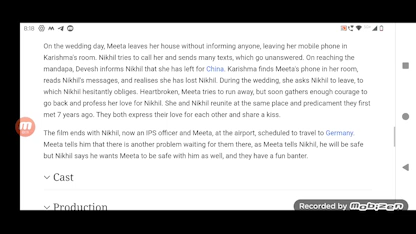 8:18
On the wedding day, Meeta leaves her house without informing anyone, leaving her mobile phone in
Karishma's room. Nikhil tries to call her and sends many texts, which go unanswered. On reaching the
mandapa, Devesh informs Nikhil that she has left for China. Karishma finds Meeta's phone in her room,
reads Nikhil's messages, and realises she has lost Nikhil. During the wedding, she asks Nikhil to leave, to
which Nikhil hesitantly obliges. Heartbroken, Meeta tries to run away, but soon gathers enough courage to
go back and profess her love for Nikhil. She and Nikhil reunite at the same place and predicament they first
met 7 years ago. They both express their love for each other and share a kiss.
The film ends with Nikhil, now an IPS officer and Meeta, at the airport, scheduled to travel to Germany.
Meeta tells him that there is another problem waiting for them there, as Meeta tells Nikhil, he will be safe
but Nikhil says he wants Meeta to be safe with him as well, and they have a fun banter.
Cast
Production
Recorded by Mobizen